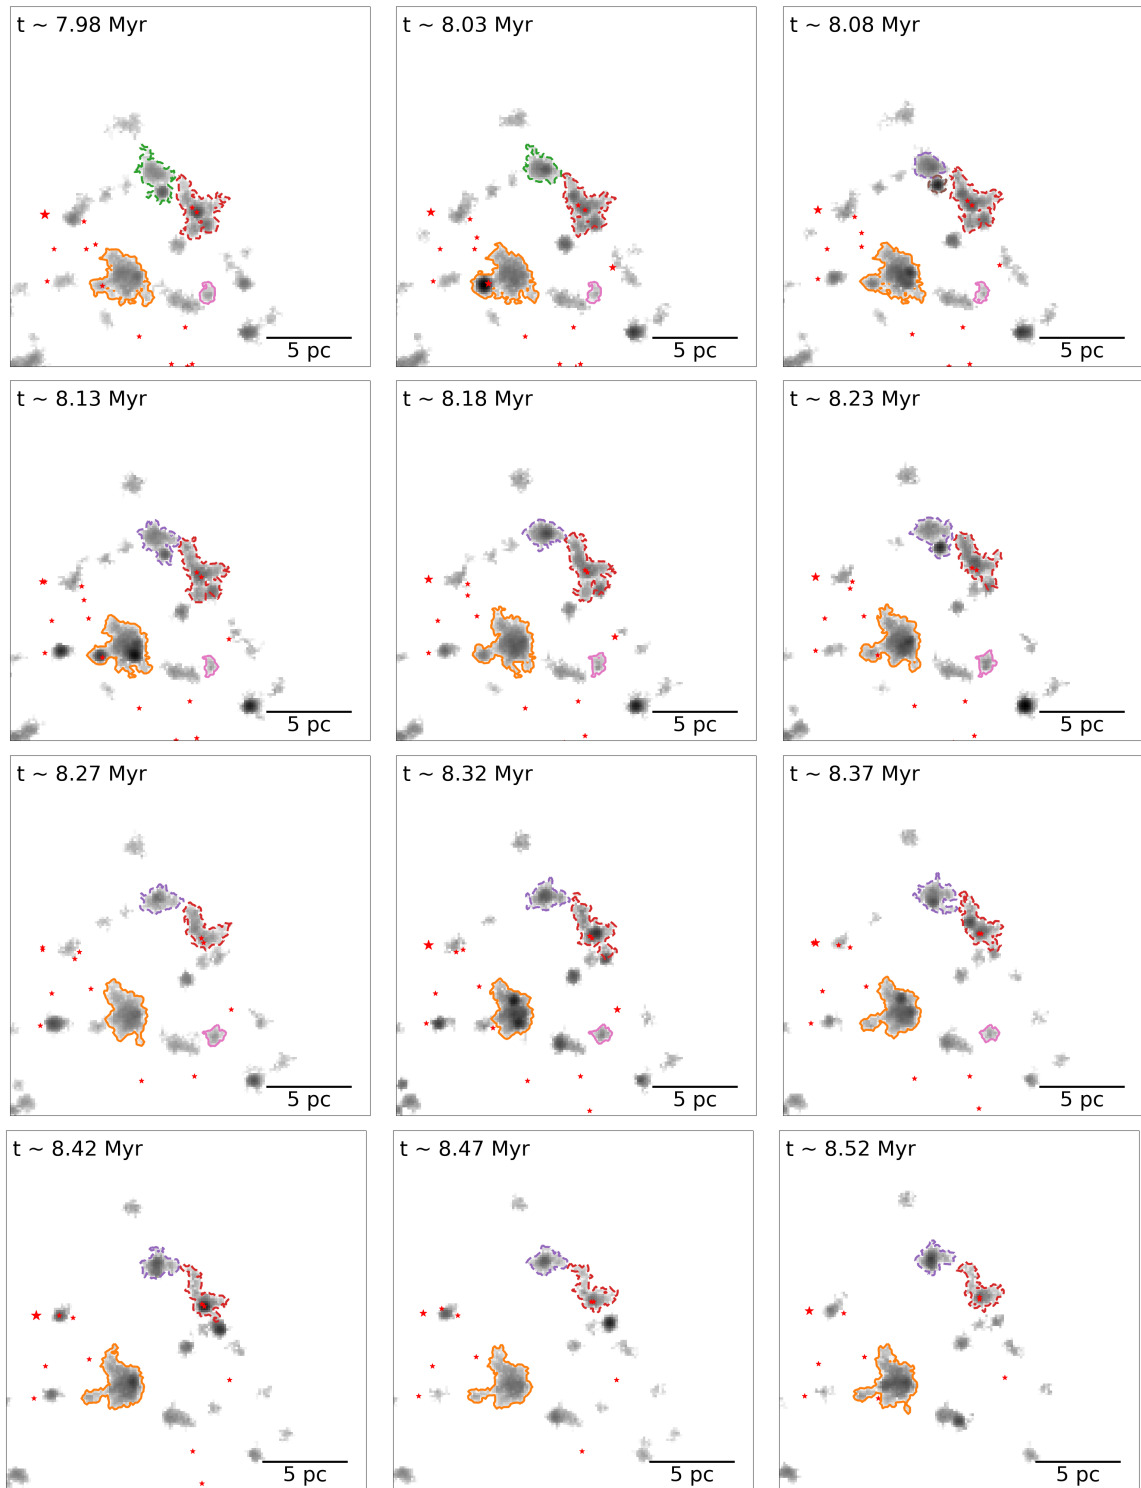 t ~ 7.98 Myr
t ~ 8.03 Myr
t ~ 8.08 Myr
5 pc
5 pc
5 pc
t ~ 8.13 Myr
t ~ 8.18 Myr
t ~ 8.23 Myr
5 pc
5 pc
5 pc
t ~ 8.27 Myr
t ~ 8.32 Myr
t ~ 8.37 Myr
5 pc
5 pc
5 pc
t ~ 8.42 Myr
t ~ 8.47 Myr
t ~ 8.52 Myr
5 pc
5 pc
5 pc